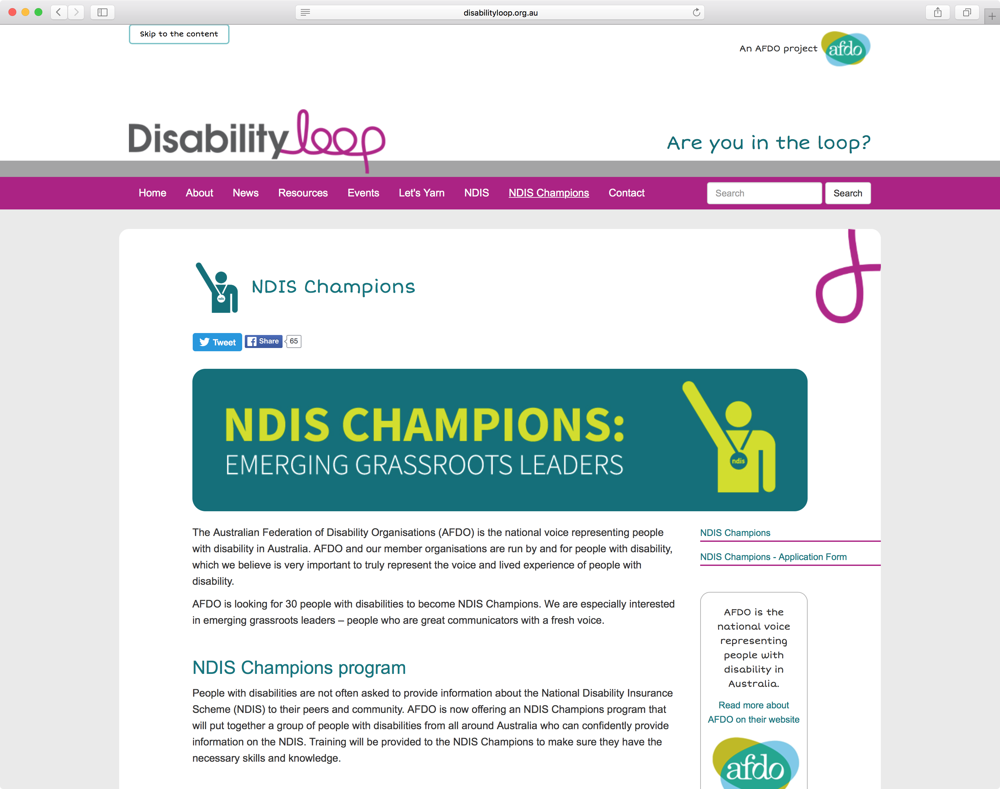 disabilityloop.org.au
Skip to the content
An AFDO project
afdo
Disability loop
Are you in the loop?
Home About News Resources Events Let's Yarn NDIS NDIS Champions Contact Search Search
ndis
NDIS Champions
Tweet Share 65
NDIS CHAMPIONS:
EMERGING GRASSROOTS LEADERS
ndis
The Australian Federation of Disability Organisations (AFDO) is the national voice representing people
with disability in Australia. AFDO and our member organisations are run by and for people with disability,
which we believe is very important to truly represent the voice and lived experience of people with
disability.
AFDO is looking for 30 people with disabilities to become NDIS Champions. We are especially interested
in emerging grassroots leaders – people who are great communicators with a fresh voice.
NDIS Champions program
People with disabilities are not often asked to provide information about the National Disability Insurance
Scheme (NDIS) to their peers and community. AFDO is now offering an NDIS Champions program that
will put together a group of people with disabilities from all around Australia who can confidently provide
information on the NDIS. Training will be provided to the NDIS Champions to make sure they have the
necessary skills and knowledge.
NDIS Champions
NDIS Champions - Application Form
AFDO is the
national voice
representing
people with
disability in
Australia.
Read more about
AFDO on their website
afdo